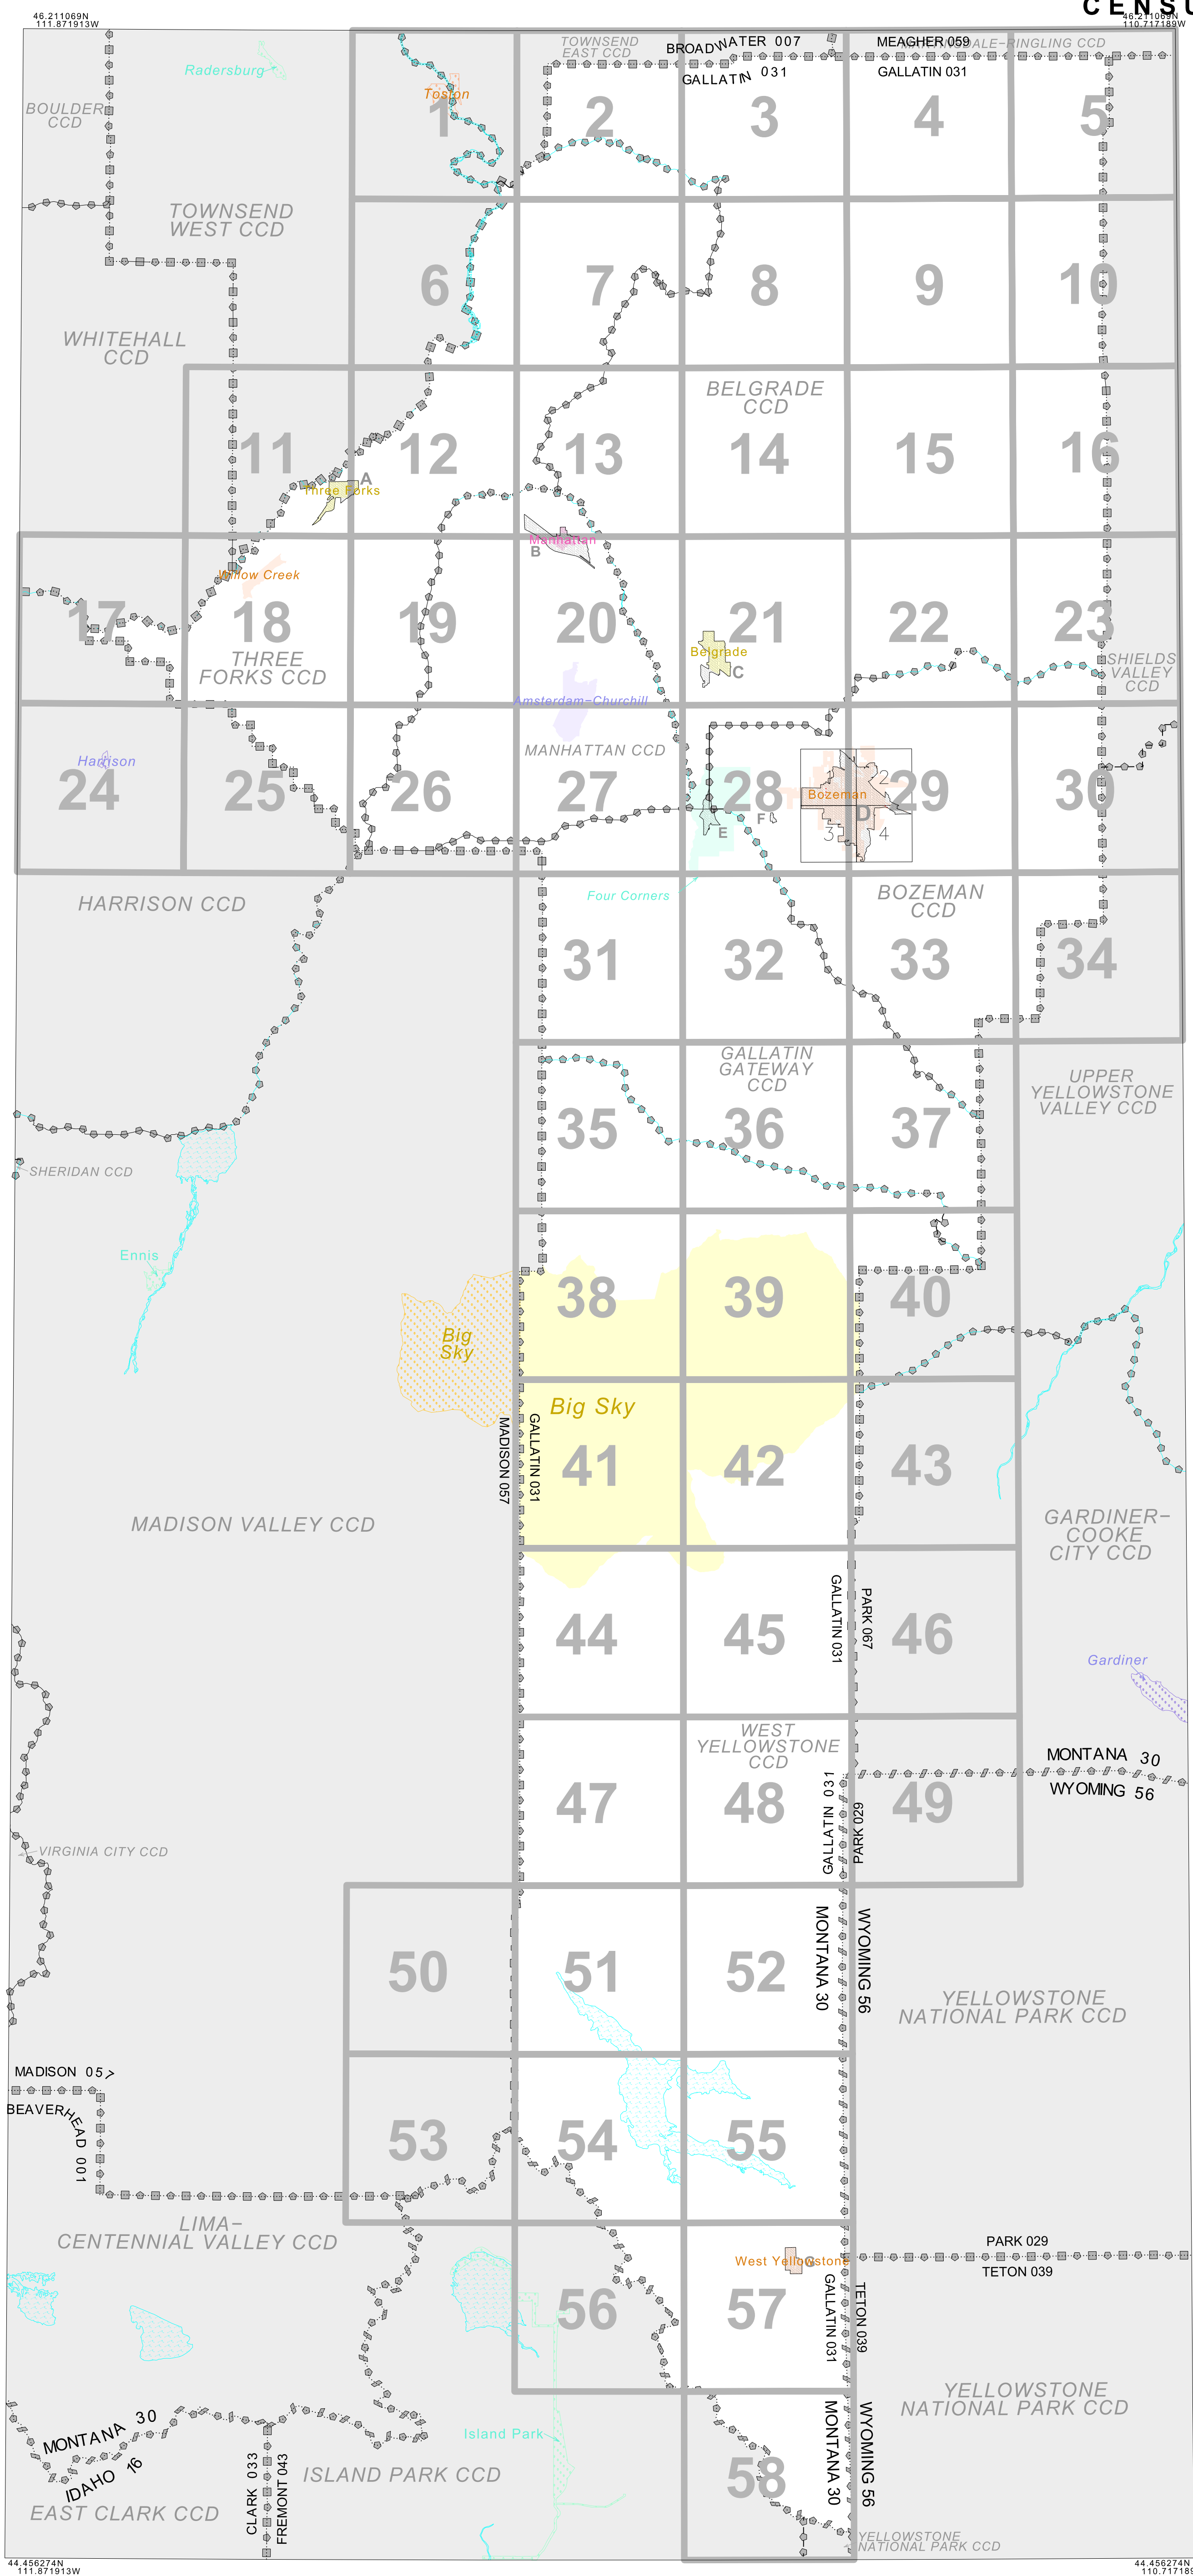 CENSU
46.211069N
111.871913W
46.211069N
110.717189W
Radersburg
Toston
TOWNSEND
EAST CCD
BROADWATER 007
GALLATIN 031
MEAGHER 059
GALLATIN 031
MARTINSDALE-RINGLING CCD
BOULDER
CCD
1
2
3
4
5
TOWNSEND
WEST CCD
6
7
8
9
10
WHITEHALL
CCD
BELGRADE
CCD
11
12
13
14
15
16
Three Forks
A
Manhattan
B
Willow Creek
17
18
19
20
21
22
23
THREE
FORKS CCD
Belgrade
C
SHIELDS
VALLEY
CCD
Amsterdam-Churchill
MANHATTAN CCD
Harrison
24
25
26
27
28
29
30
Bozeman
2
D
3
4
E
F
Four Corners
HARRISON CCD
BOZEMAN
CCD
31
32
33
34
GALLATIN
GATEWAY
CCD
UPPER
YELLOWSTONE
VALLEY CCD
35
36
37
SHERIDAN CCD
Ennis
38
39
40
Big
Sky
Big Sky
MADISON 057
GALLATIN 031
41
42
43
MADISON VALLEY CCD
GARDINER-
COOKE
CITY CCD
GALLATIN 031
PARK 067
44
45
46
Gardiner
WEST
YELLOWSTONE
CCD
MONTANA 30
WYOMING 56
47
48
49
GALLATIN 031
PARK 029
VIRGINIA CITY CCD
MONTANA 30
WYOMING 56
50
51
52
YELLOWSTONE
NATIONAL PARK CCD
MADISON 057
BEAVERHEAD 001
53
54
55
LIMA-
CENTENNIAL VALLEY CCD
PARK 029
TETON 039
West Yellowstone
G
56
57
GALLATIN 031
TETON 039
YELLOWSTONE
NATIONAL PARK CCD
MONTANA 30
IDAHO 16
Island Park
MONTANA 30
WYOMING 56
CLARK 033
FREMONT 043
ISLAND PARK CCD
58
EAST CLARK CCD
YELLOWSTONE
NATIONAL PARK CCD
44.456274N
111.871913W
44.456274N
110.717189